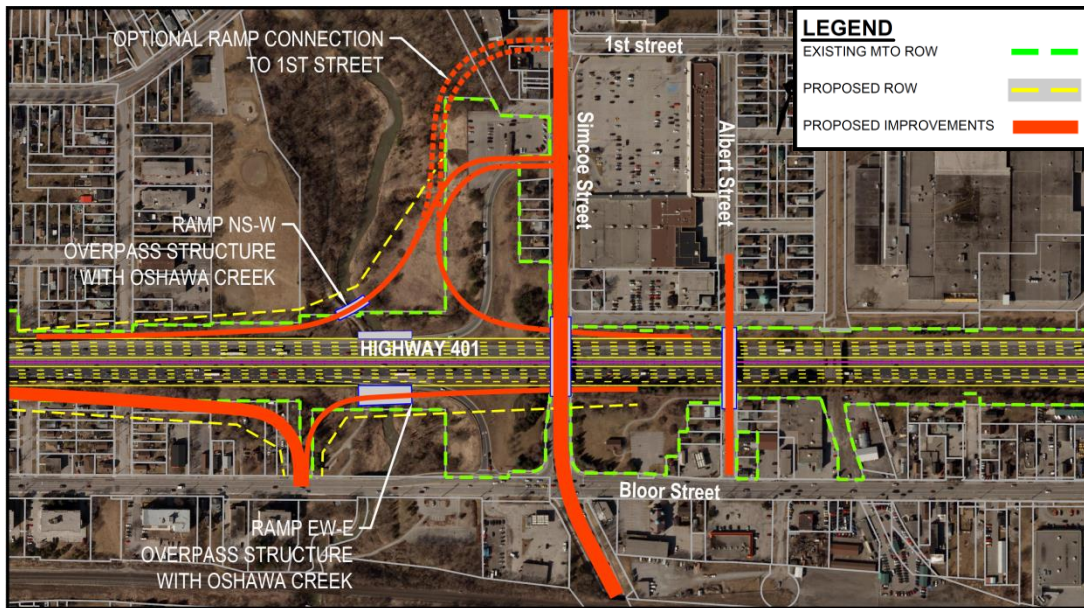 OPTIONAL RAMP CONNECTION
TO 1ST STREET
1st street
LEGEND
EXISTING MTO ROW
PROPOSED ROW
PROPOSED IMPROVEMENTS
Simcoe Street
Albert Street
RAMP NS-W
OVERPASS STRUCTURE
WITH OSHAWA CREEK
HIGHWAY 401
Bloor Street
RAMP EW-E
OVERPASS STRUCTURE
WITH OSHAWA CREEK